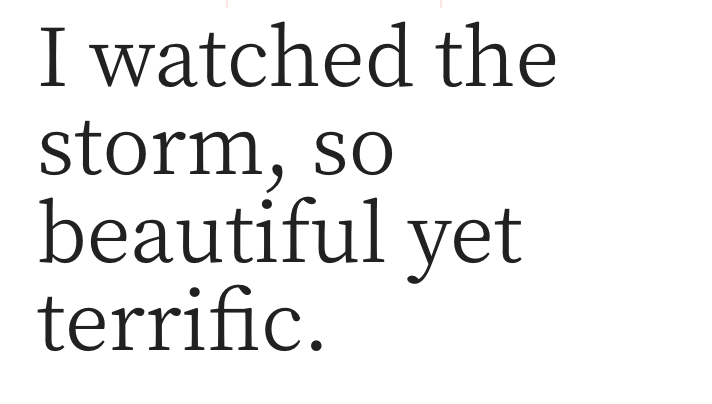 I watched the
storm, so
beautiful yet
terrific.